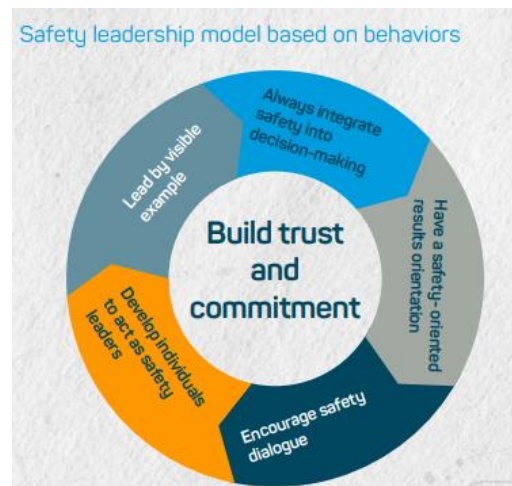 Safety leadership model based on behaviors
Always integrate
safety into
decision-making
Have a safety-oriented
results orientation
Encourage safety
dialogue
Develop individuals
to act as safety
leaders
Lead by visible
example
Build trust
and
commitment